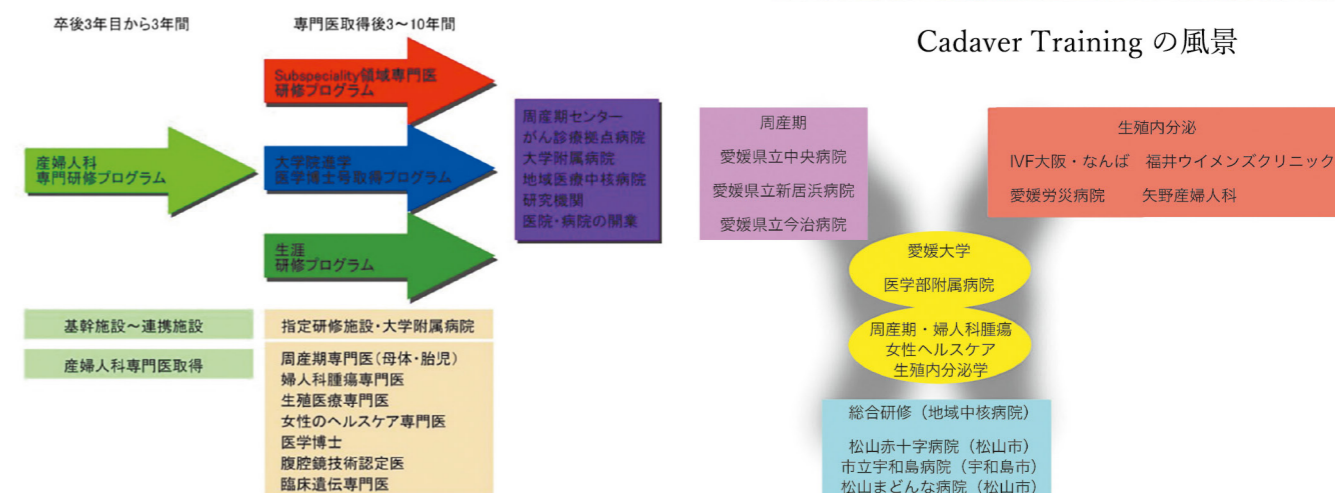 卒後3年目から3年間
専門医取得後3～10年間
Subspeciality領域専門医
研修プログラム
産婦人科
専門研修プログラム
大学院進学
医学博士号取得プログラム
生涯
研修プログラム
周産期センター
がん診療拠点病院
大学附属病院
地域医療中核病院
研究機関
医院・病院の開業
基幹施設～連携施設
指定研修施設・大学附属病院
産婦人科専門医取得
周産期専門医(母体・胎児)
婦人科腫瘍専門医
生殖医療専門医
女性のヘルスケア専門医
医学博士
腹腔鏡技術認定医
臨床遺伝専門医
Cadaver Training の風景
周産期
愛媛県立中央病院
愛媛県立新居浜病院
愛媛県立今治病院
生殖内分泌
IVF大阪・なんば 福井ウイメンズクリニック
愛媛労災病院 矢野産婦人科
愛媛大学
医学部附属病院
周産期・婦人科腫瘍
女性ヘルスケア
生殖内分泌学
総合研修（地域中核病院）
松山赤十字病院（松山市）
市立宇和島病院（宇和島市）
松山まどんな病院（松山市）